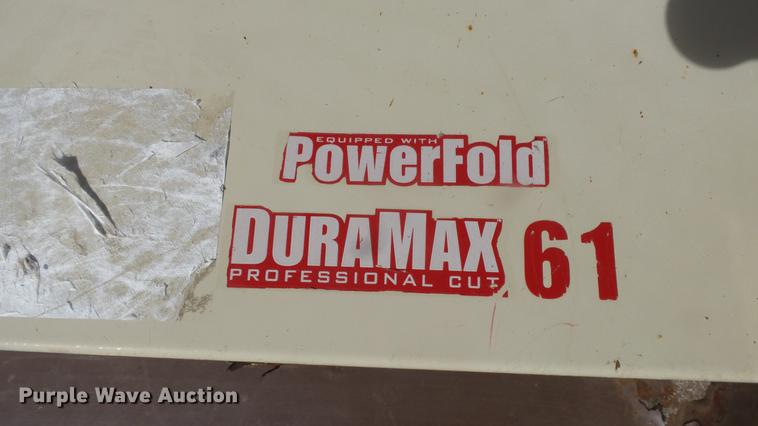 EQUIPPED WITH
PowerFold
DURAMAX 61
PROFESSIONAL CUT
Purple Wave Auction